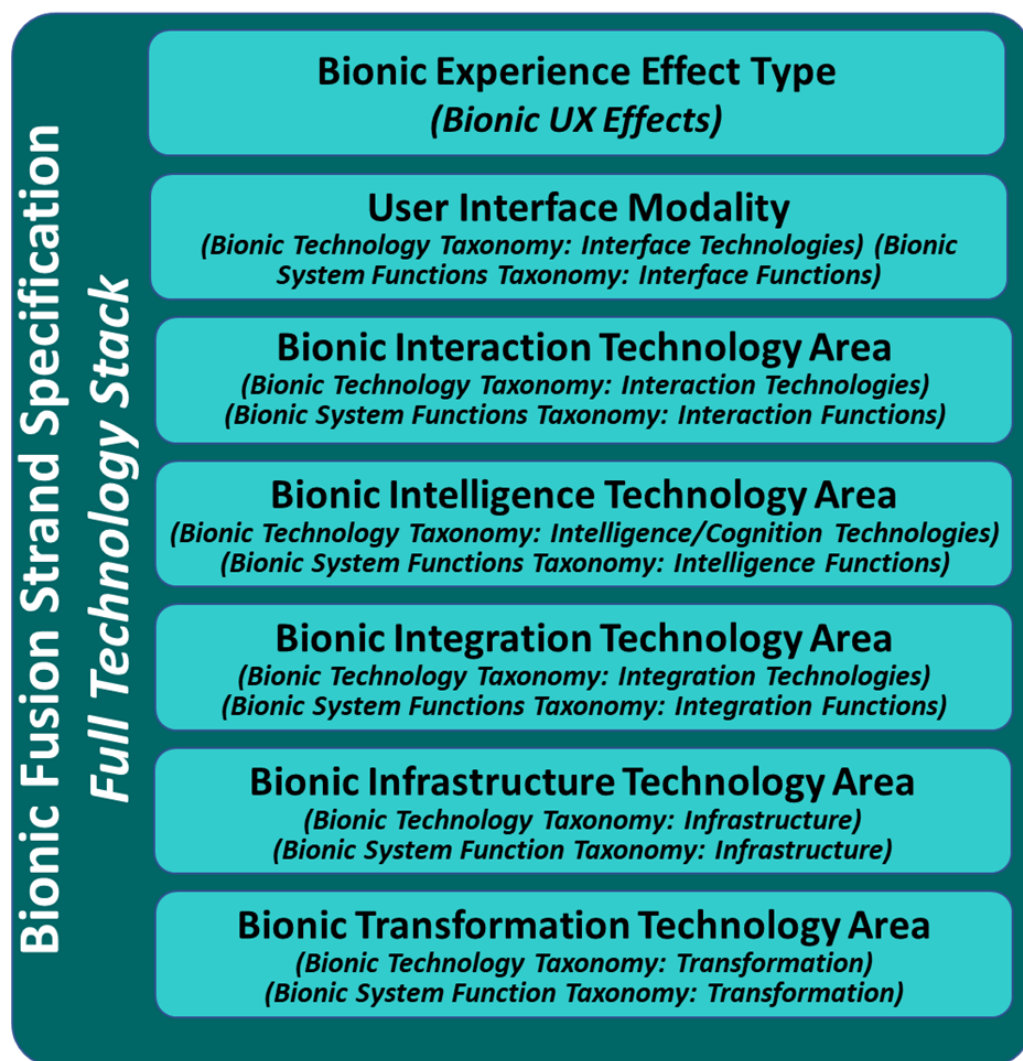 Bionic Fusion Strand Specification
Full Technology Stack
Bionic Experience Effect Type
(Bionic UX Effects)
User Interface Modality
(Bionic Technology Taxonomy: Interface Technologies) (Bionic
System Functions Taxonomy: Interface Functions)
Bionic Interaction Technology Area
(Bionic Technology Taxonomy: Interaction Technologies)
(Bionic System Functions Taxonomy: Interaction Functions)
Bionic Intelligence Technology Area
(Bionic Technology Taxonomy: Intelligence/Cognition Technologies)
(Bionic System Functions Taxonomy: Intelligence Functions)
Bionic Integration Technology Area
(Bionic Technology Taxonomy: Integration Technologies)
(Bionic System Functions Taxonomy: Integration Functions)
Bionic Infrastructure Technology Area
(Bionic Technology Taxonomy: Infrastructure)
(Bionic System Function Taxonomy: Infrastructure)
Bionic Transformation Technology Area
(Bionic Technology Taxonomy: Transformation)
(Bionic System Function Taxonomy: Transformation)